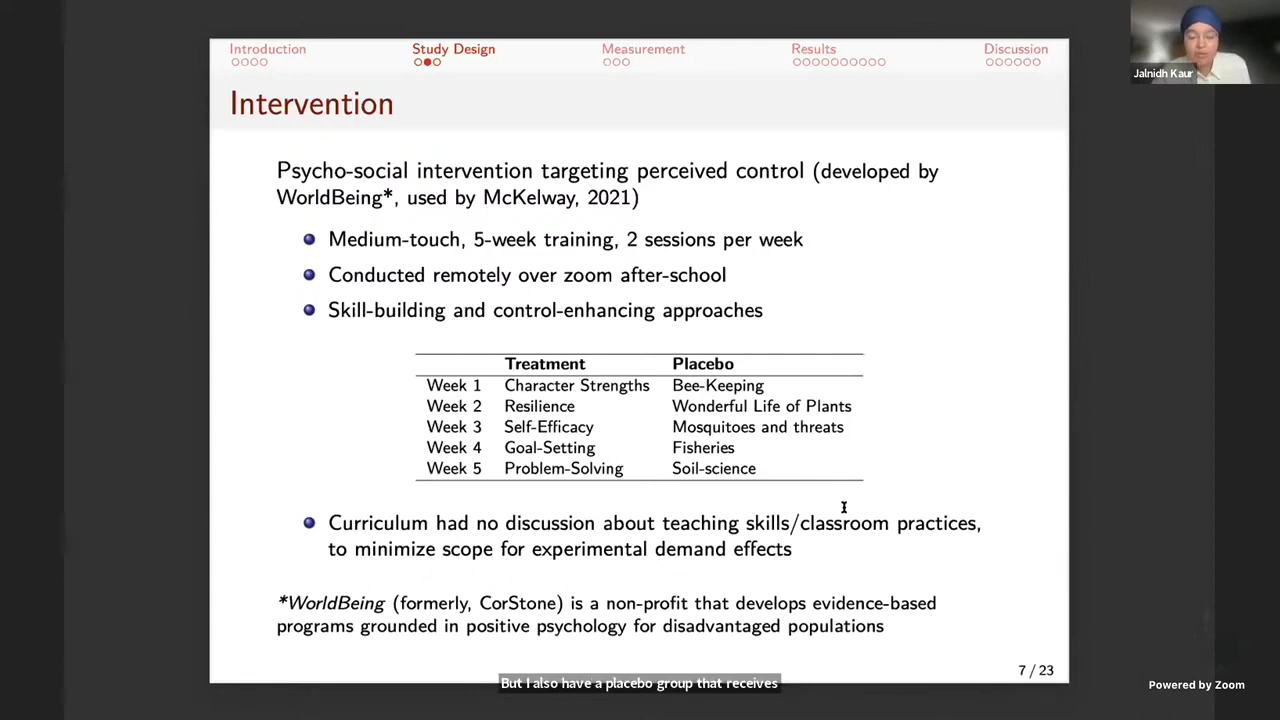 Introduction Study Design Measurement Results Discussion
Intervention
Psycho-social intervention targeting perceived control (developed by
WorldBeing*, used by McKelway, 2021)
Medium-touch, 5-week training, 2 sessions per week
Conducted remotely over zoom after-school
Skill-building and control-enhancing approaches
Treatment Placebo
Week 1 Character Strengths Bee-Keeping
Week 2 Resilience Wonderful Life of Plants
Week 3 Self-Efficacy Mosquitoes and threats
Week 4 Goal-Setting Fisheries
Week 5 Problem-Solving Soil-science
Curriculum had no discussion about teaching skills/classroom practices,
to minimize scope for experimental demand effects
*WorldBeing (formerly, CorStone) is a non-profit that develops evidence-based
programs grounded in positive psychology for disadvantaged populations
7 / 23
But I also have a placebo group that receives
Jalnidh Kaur
Powered by Zoom